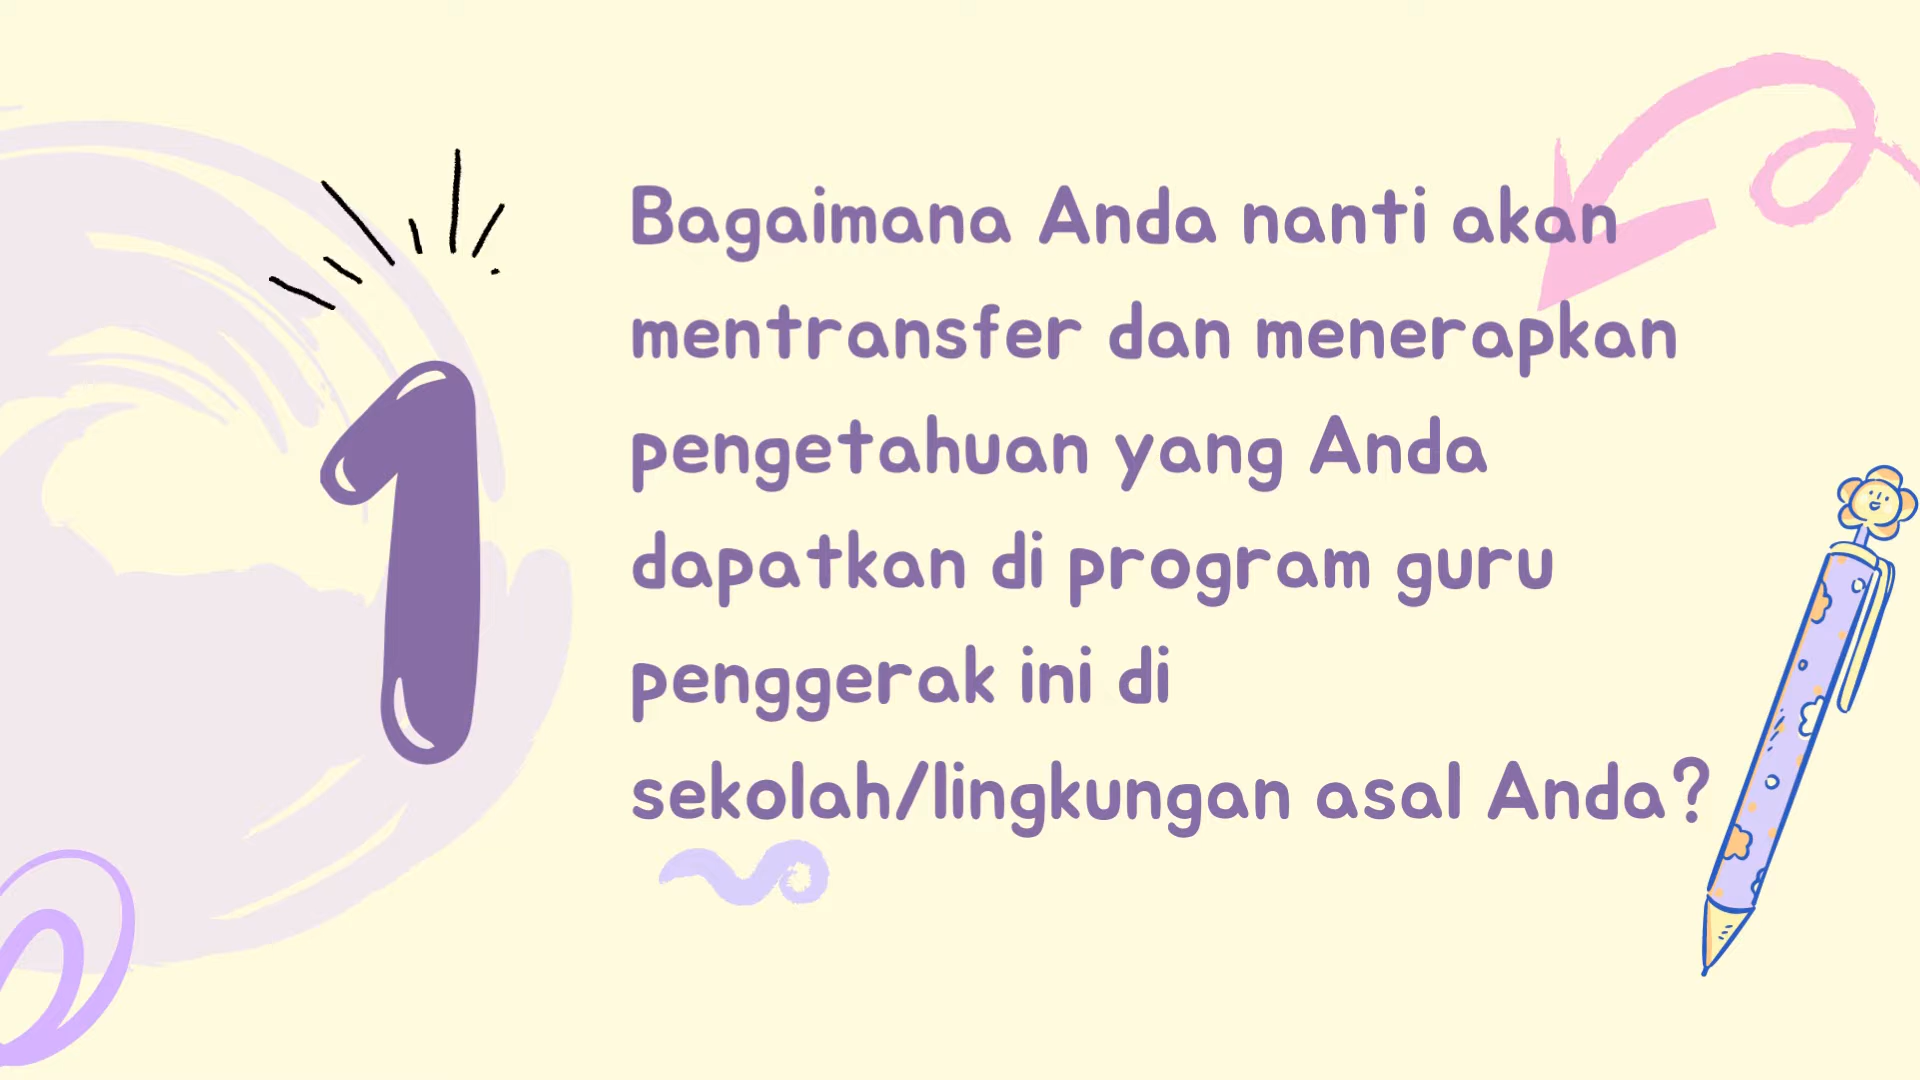 1
Bagaimana Anda nanti akan
mentransfer dan menerapkan
pengetahuan yang Anda
dapatkan di program guru
penggerak ini di
sekolah/lingkungan asal Anda?